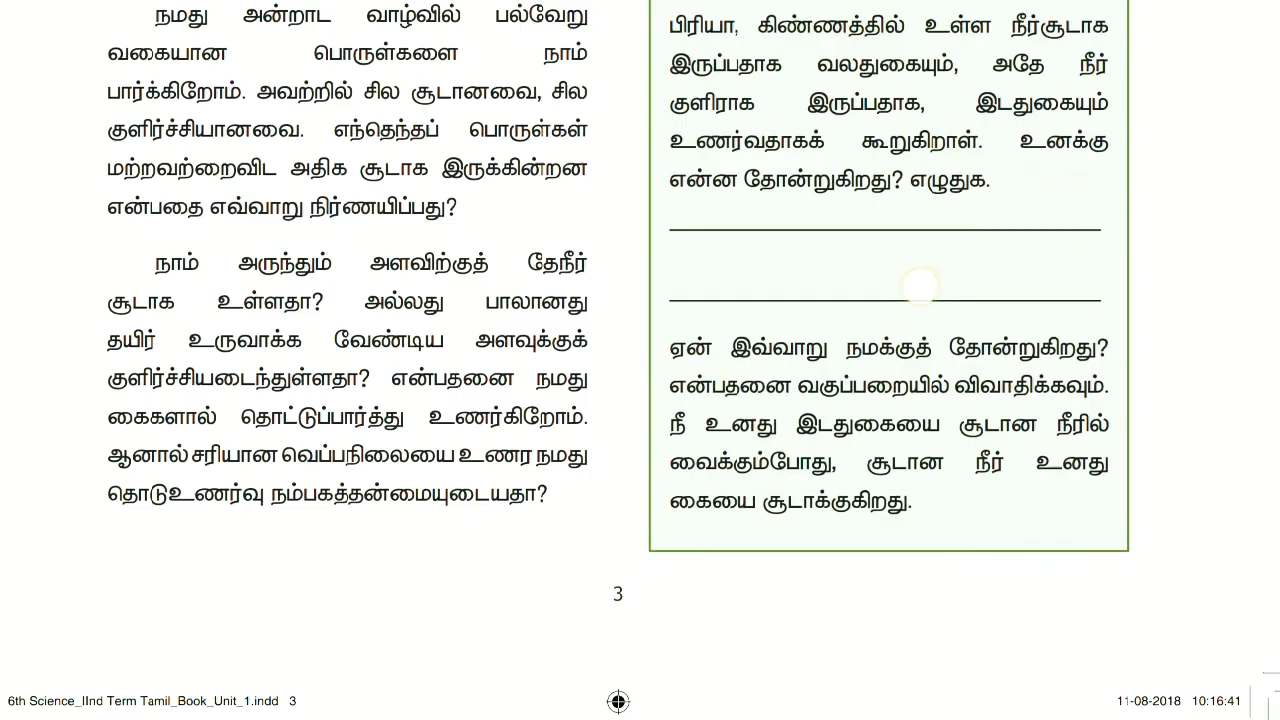 நமது அன்றாட வாழ்வில் பல்வேறு
வகையான பொருள்களை நாம்
பார்க்கிறோம். அவற்றில் சில சூடானவை, சில
குளிர்ச்சியானவை. எந்தெந்தப் பொருள்கள்
மற்றவற்றைவிட அதிக சூடாக இருக்கின்றன
என்பதை எவ்வாறு நிர்ணயிப்பது?
நாம் அருந்தும் அளவிற்குத் தேநீர்
சூடாக உள்ளதா? அல்லது பாலானது
தயிர் உருவாக்க வேண்டிய அளவுக்குக்
குளிர்ச்சியடைந்துள்ளதா? என்பதனை நமது
கைகளால் தொட்டுப்பார்த்து உணர்கிறோம்.
ஆனால் சரியான வெப்பநிலையை உணர நமது
தொடுஉணர்வு நம்பகத்தன்மையுடையதா?
பிரியா, கிண்ணத்தில் உள்ள நீர்சூடாக
இருப்பதாக வலதுகையும், அதே நீர்
குளிராக இருப்பதாக, இடதுகையும்
உணர்வதாகக் கூறுகிறாள். உனக்கு
என்ன தோன்றுகிறது? எழுதுக.
ஏன் இவ்வாறு நமக்குத் தோன்றுகிறது?
என்பதனை வகுப்பறையில் விவாதிக்கவும்.
நீ உனது இடதுகையை சூடான நீரில்
வைக்கும்போது, சூடான நீர் உனது
கையை சூடாக்குகிறது.
3
6th Science_IInd Term Tamil_Book_Unit_1.indd 3
11-08-2018 10:16:41